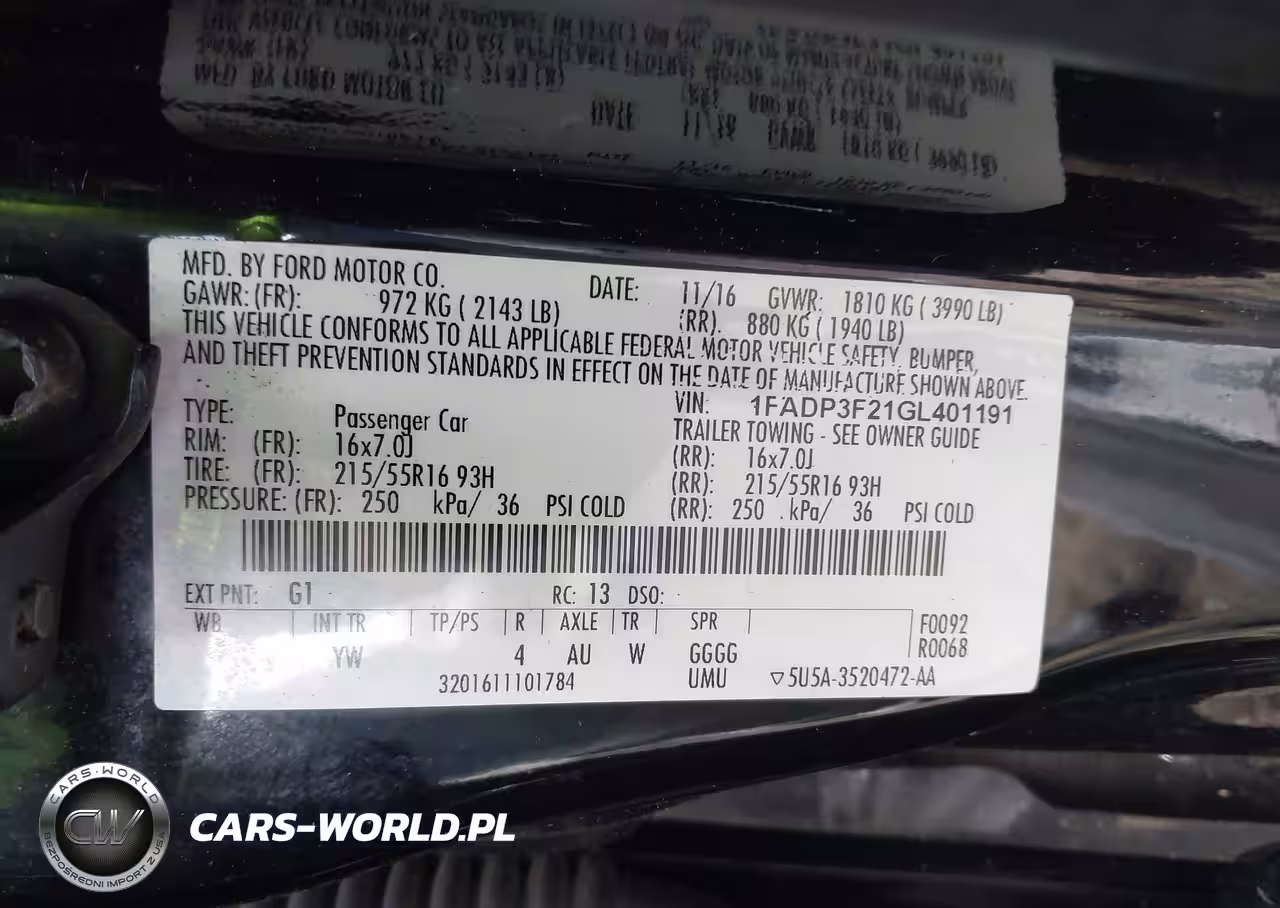 MFD. BY FORD MOTOR CO. DATE: 11/16 GVWR: 1810 KG ( 3990 LB)
GAWR: (FR): 972 KG ( 2143 LB) (RR). 880 KG ( 1940 LB)
THIS VEHICLE CONFORMS TO ALL APPLICABLE FEDERAL MOTOR VEHICLE SAFETY, BUMPER,
AND THEFT PREVENTION STANDARDS IN EFFECT ON THE DATE OF MANUFACTURE SHOWN ABOVE.
VIN: 1FADP3F21GL401191
TYPE: Passenger Car TRAILER TOWING - SEE OWNER GUIDE
RIM: (FR): 16x7.0J (RR): 16x7.0J
TIRE: (FR): 215/55R16 93H (RR): 215/55R16 93H
PRESSURE: (FR): 250 kPa/ 36 PSI COLD (RR): 250 kPa/ 36 PSI COLD
EXT PNT: G1 RC: 13 DSO:
WB INT TR TP/PS R AXLE TR SPR F0092
YW 4 AU W GGGG R0068
3201611101784 UMU ▽5U5A-3520472-AA
CARS-WORLD
CW
BEZPOŚREDNI IMPORT Z USA
CARS-WORLD.PL